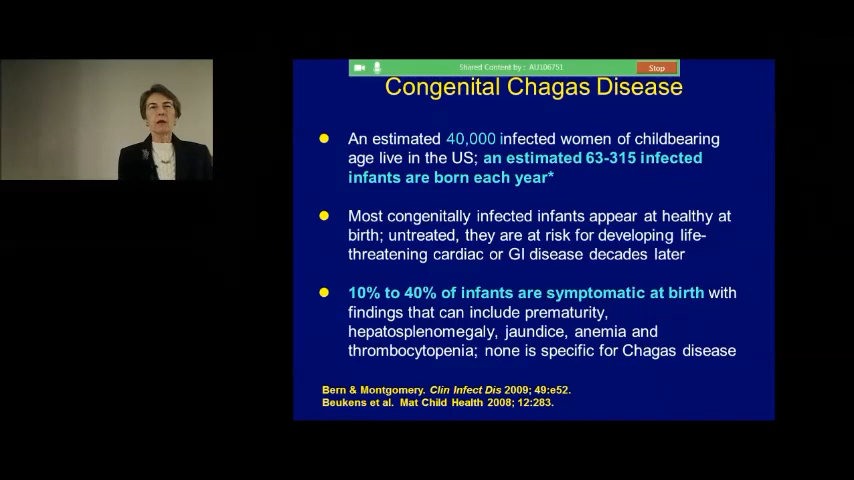 Shared Content by : AU106751
Stop
Congenital Chagas Disease
An estimated 40,000 infected women of childbearing
age live in the US; an estimated 63-315 infected
infants are born each year*
Most congenitally infected infants appear at healthy at
birth; untreated, they are at risk for developing life-
threatening cardiac or GI disease decades later
10% to 40% of infants are symptomatic at birth with
findings that can include prematurity,
hepatosplenomegaly, jaundice, anemia and
thrombocytopenia; none is specific for Chagas disease
Bern & Montgomery. Clin Infect Dis 2009; 49:e52.
Beukens et al. Mat Child Health 2008; 12:283.